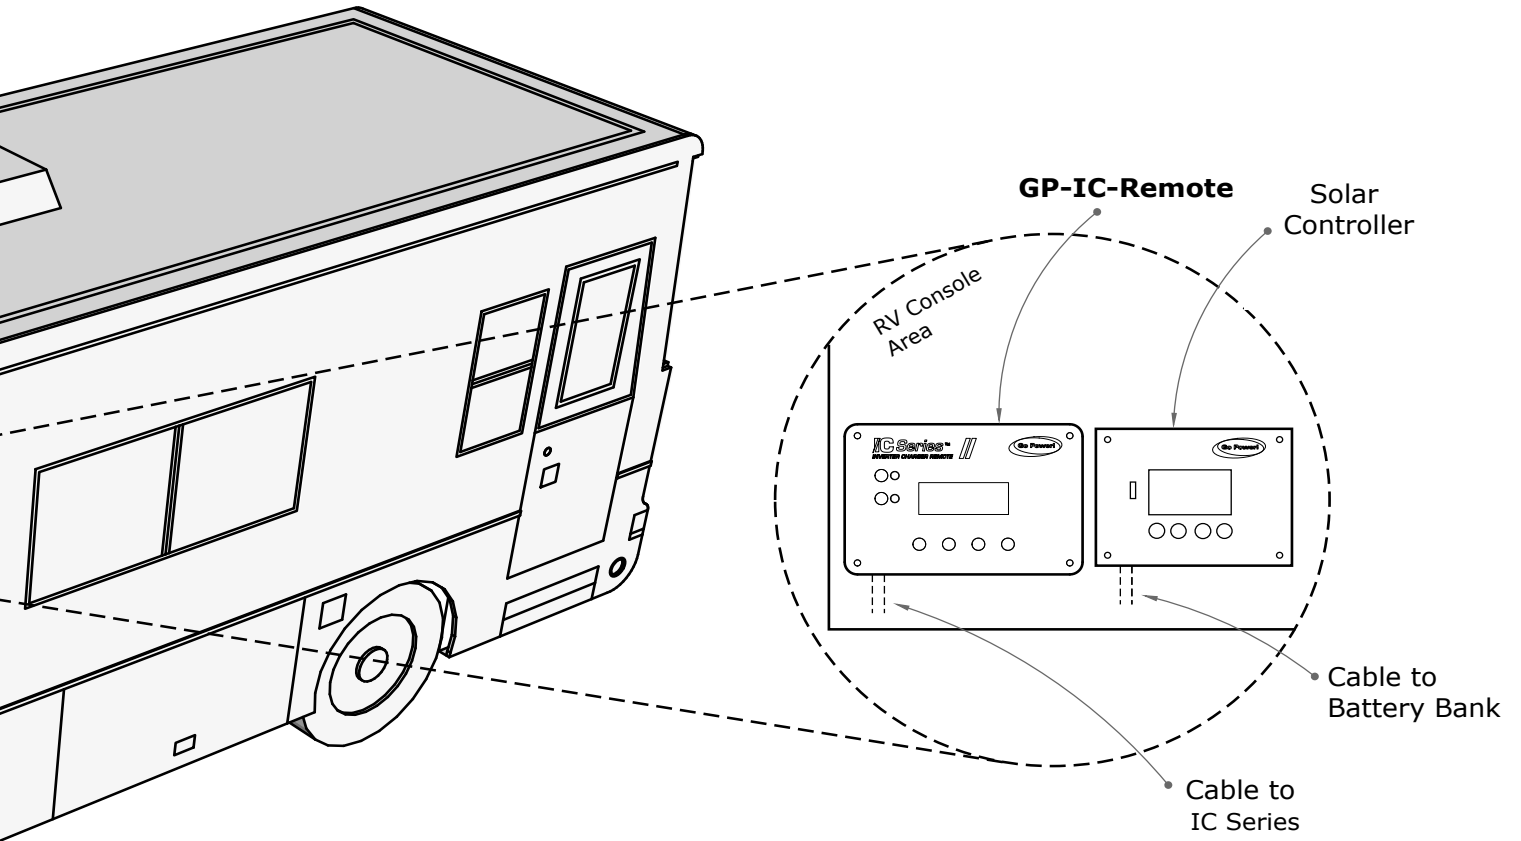 GP-IC-Remote
Solar
Controller
RV Console
Area
IC Series™
INVERTER CHARGER REMOTE
Go Power!
Go Power!
Cable to
Battery Bank
Cable to
IC Series